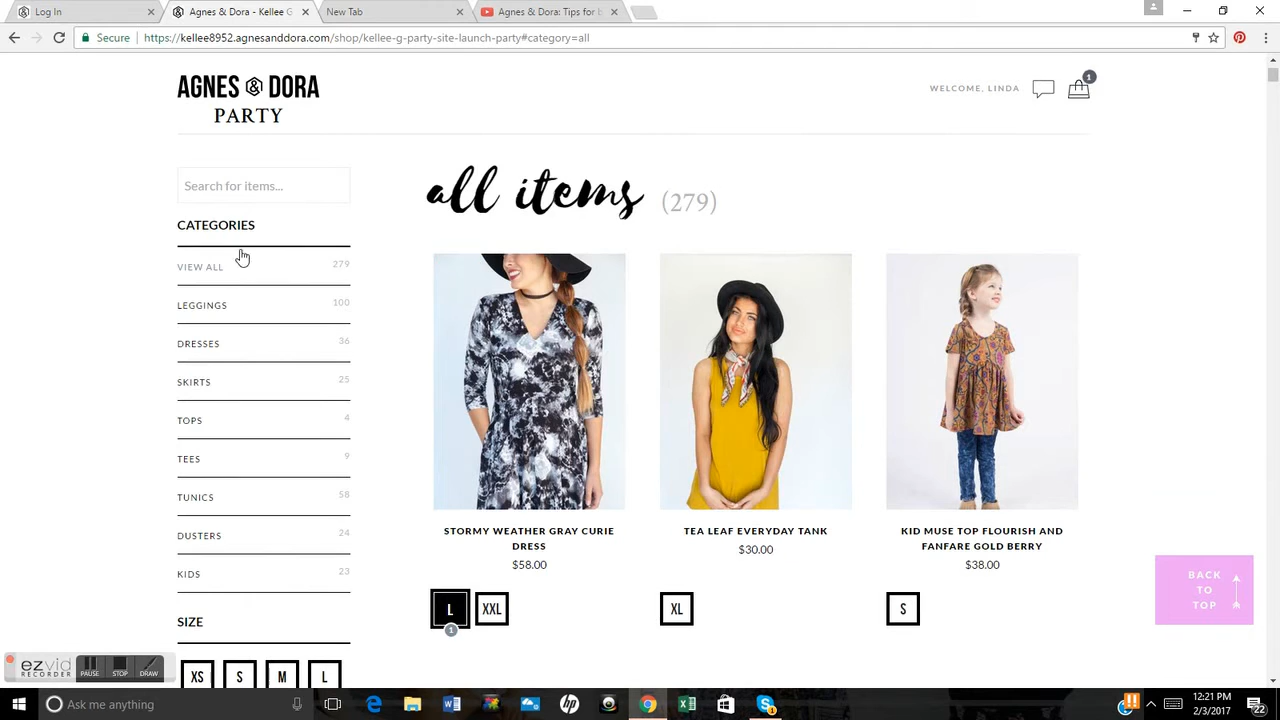 Log In
Agnes & Dora - Kellee G
New Tab
Agnes & Dora: Tips for b
Secure
https://kellee8952.agnesanddora.com/shop/kellee-g-party-site-launch-party#category=all
AGNES & DORA
PARTY
WELCOME, LINDA
1
Search for items...
all items (279)
CATEGORIES
VIEW ALL 279
LEGGINGS 100
DRESSES 36
SKIRTS 25
TOPS 4
TEES 9
TUNICS 58
DUSTERS 24
KIDS 23
SIZE
XS S M L
STORMY WEATHER GRAY CURIE
DRESS
$58.00
L XXL
1
TEA LEAF EVERYDAY TANK
$30.00
XL
KID MUSE TOP FLOURISH AND
FANFARE GOLD BERRY
$38.00
S
BACK
TO
TOP
ezvid
RECORDER
PAUSE STOP DRAW
Ask me anything
12:21 PM
2/3/2017